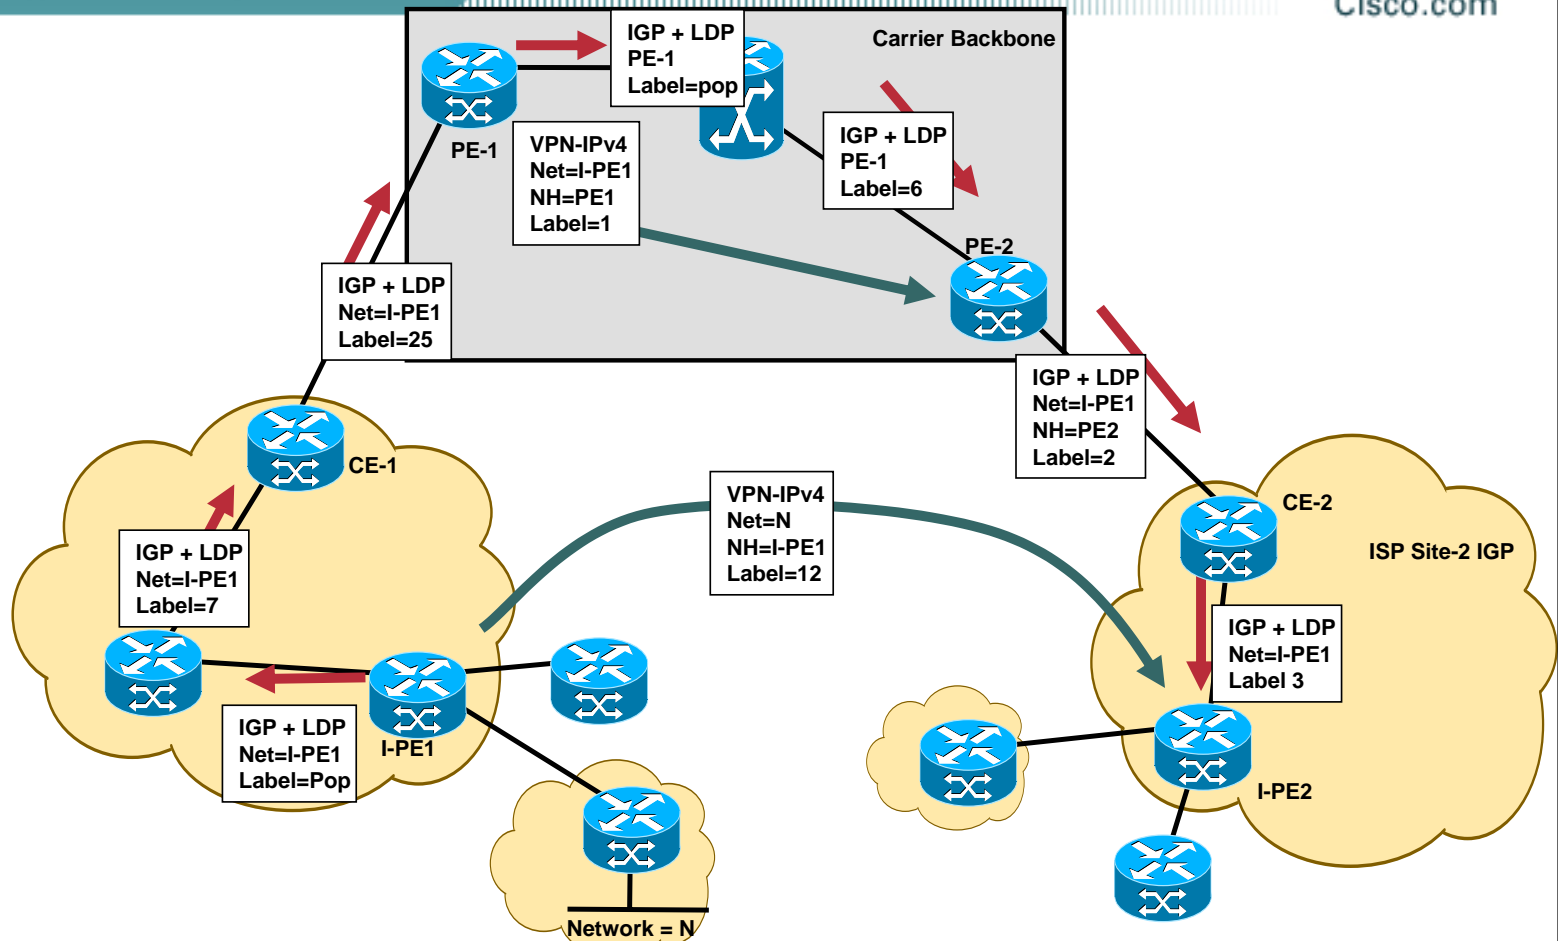 Cisco.com
Carrier Backbone
IGP + LDP
PE-1
Label=pop
PE-1
VPN-IPv4
Net=I-PE1
NH=PE1
Label=1
IGP + LDP
PE-1
Label=6
PE-2
IGP + LDP
Net=I-PE1
Label=25
IGP + LDP
Net=I-PE1
NH=PE2
Label=2
CE-1
CE-2
VPN-IPv4
Net=N
NH=I-PE1
Label=12
ISP Site-2 IGP
IGP + LDP
Net=I-PE1
Label=7
IGP + LDP
Net=I-PE1
Label 3
IGP + LDP
Net=I-PE1
Label=Pop
I-PE1
I-PE2
Network = N